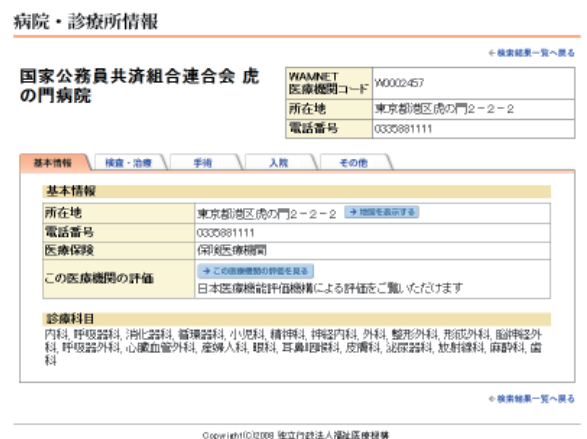 病院・診療所情報
←検索結果一覧へ戻る
国家公務員共済組合連合会 虎
の門病院
WAMNET
医療機関コード W0002457
所在地 東京都港区虎の門2-2-2
電話番号 0335881111
基本情報 検査・治療 手術 入院 その他
基本情報
所在地 東京都港区虎の門2-2-2 →地図を表示する
電話番号 0335881111
医療保険 保険医療機関
この医療機関の評価 →この医療機関の評価を見る
日本医療機能評価機構による評価をご覧いただけます
診療科目
内科, 呼吸器科, 消化器科, 循環器科, 小児科, 精神科, 神経内科, 外科, 整形外科, 形成外科, 脳神経外
科, 呼吸器外科, 心臓血管外科, 産婦人科, 眼科, 耳鼻咽喉科, 皮膚科, 泌尿器科, 放射線科, 麻酔科, 歯
科
←検索結果一覧へ戻る
Copyright(C)2008 独立行政法人福祉医療機構